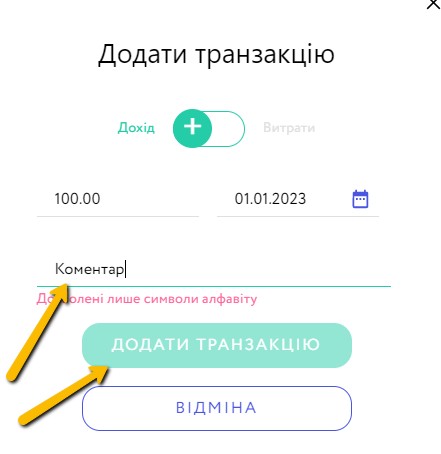 Додати транзакцію
Дохід
Витрати
100.00
01.01.2023
Коментар
Дозволені лише символи алфавіту
ДОДАТИ ТРАНЗАКЦІЮ
ВІДМІНА